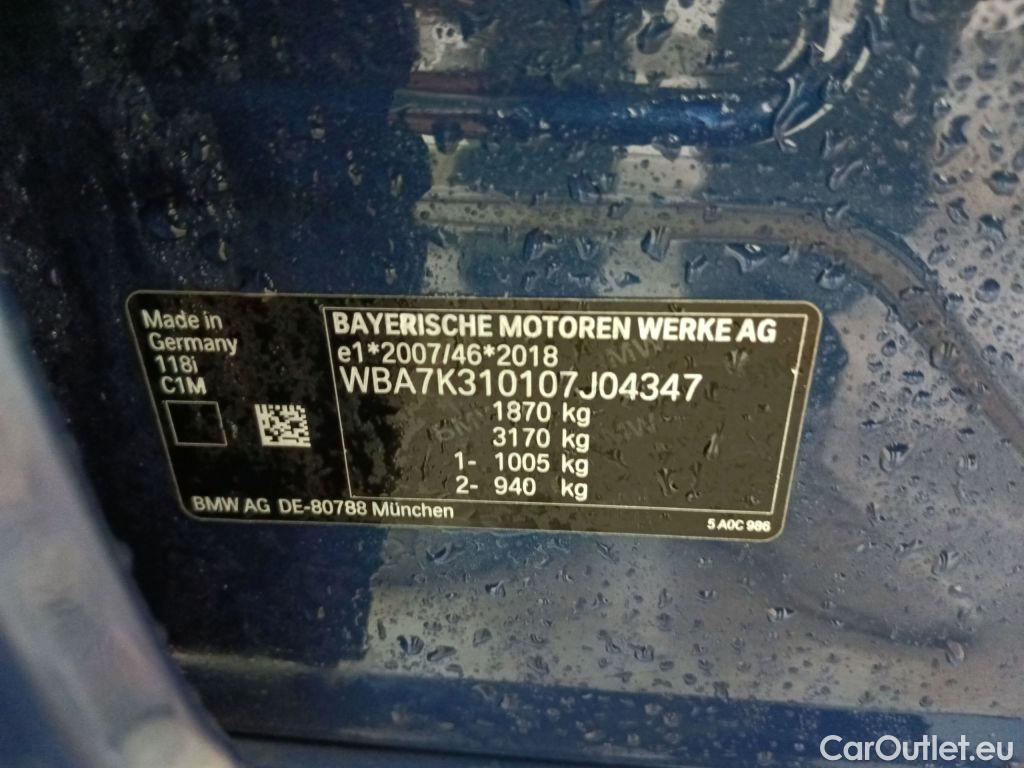 Made in
Germany
118i
C1M
BAYERISCHE MOTOREN WERKE AG
e1*2007/46*2018
WBA7K310107J04347
1870 kg
3170 kg
1- 1005 kg
2- 940 kg
BMW AG DE-80788 München
5 A0C 986
CarOutlet.eu